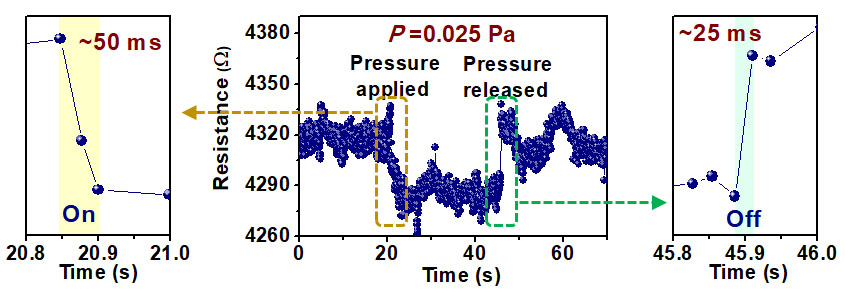 ~50 ms
On
20.8 20.9 21.0
Time (s)
Resistance (Ω)
4380
4350
4320
4290
4260
P =0.025 Pa
Pressure applied
Pressure released
0 20 40 60
Time (s)
~25 ms
Off
45.8 45.9 46.0
Time (s)